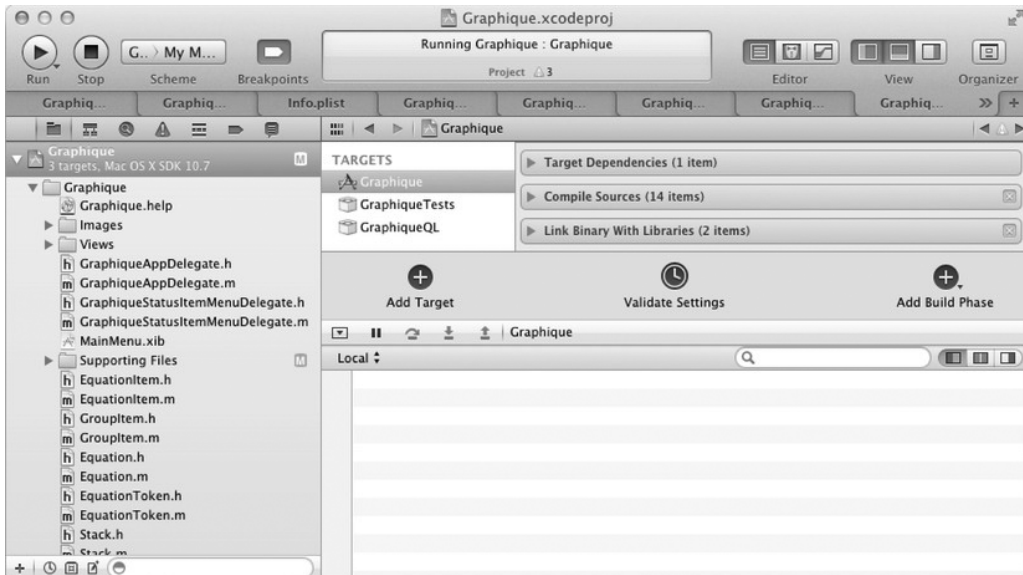 Graphique.xcodeproj
Run
Stop
G.. › My M...
Scheme
Breakpoints
Running Graphique : Graphique
Project 3
Editor
View
Organizer
Graphiq...
Graphiq...
Info.plist
Graphiq...
Graphiq...
Graphiq...
Graphiq...
Graphiq...
Graphique
Graphique
3 targets, Mac OS X SDK 10.7
M
Graphique
Graphique.help
Images
Views
h GraphiqueAppDelegate.h
m GraphiqueAppDelegate.m
h GraphiqueStatusItemMenuDelegate.h
m GraphiqueStatusItemMenuDelegate.m
MainMenu.xib
Supporting Files M
h EquationItem.h
m EquationItem.m
h GroupItem.h
m GroupItem.m
h Equation.h
m Equation.m
h EquationToken.h
m EquationToken.m
h Stack.h
m Stack.m
TARGETS
Graphique
GraphiqueTests
GraphiqueQL
Target Dependencies (1 item)
Compile Sources (14 items)
Link Binary With Libraries (2 items)
Add Target
Validate Settings
Add Build Phase
Graphique
Local